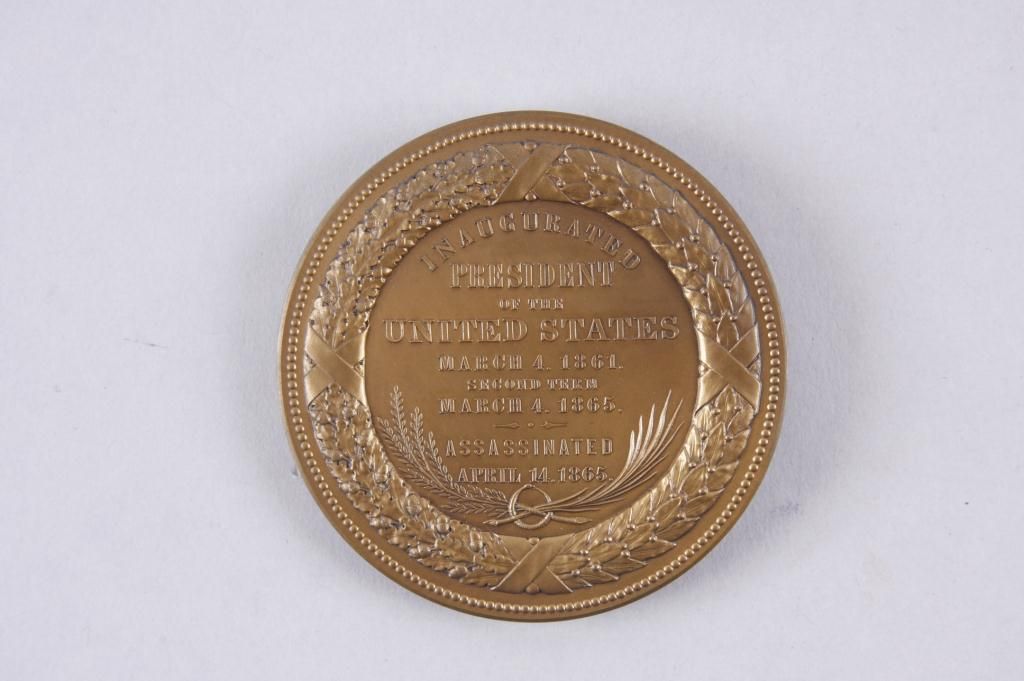 INAUGURATED
PRESIDENT
OF THE
UNITED STATES
MARCH 4. 1861.
SECOND TERM
MARCH 4. 1865.
ASSASSINATED
APRIL 14. 1865.